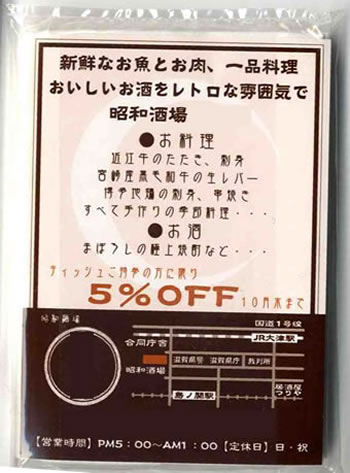 新鮮なお魚とお肉、一品料理
おいしいお酒をレトロな雰囲気で
昭和酒場
●お料理
近江牛のたたき、刺身
宮崎産黒毛和牛の生レバー
博多地鶏の刺身、串焼き
すべて手作りの季節料理・・・
●お酒
まぼろしの極上焼酎など・・・
ティッシュご持参の方に限り
5%OFF 10月末まで
昭和酒場
国道1号線
JR大津駅
合同庁舎
滋賀県警 滋賀県庁 裁判所
昭和酒場
島ノ関駅
居酒屋
つりや
【営業時間】PM5:00〜AM1:00【定休日】日・祝